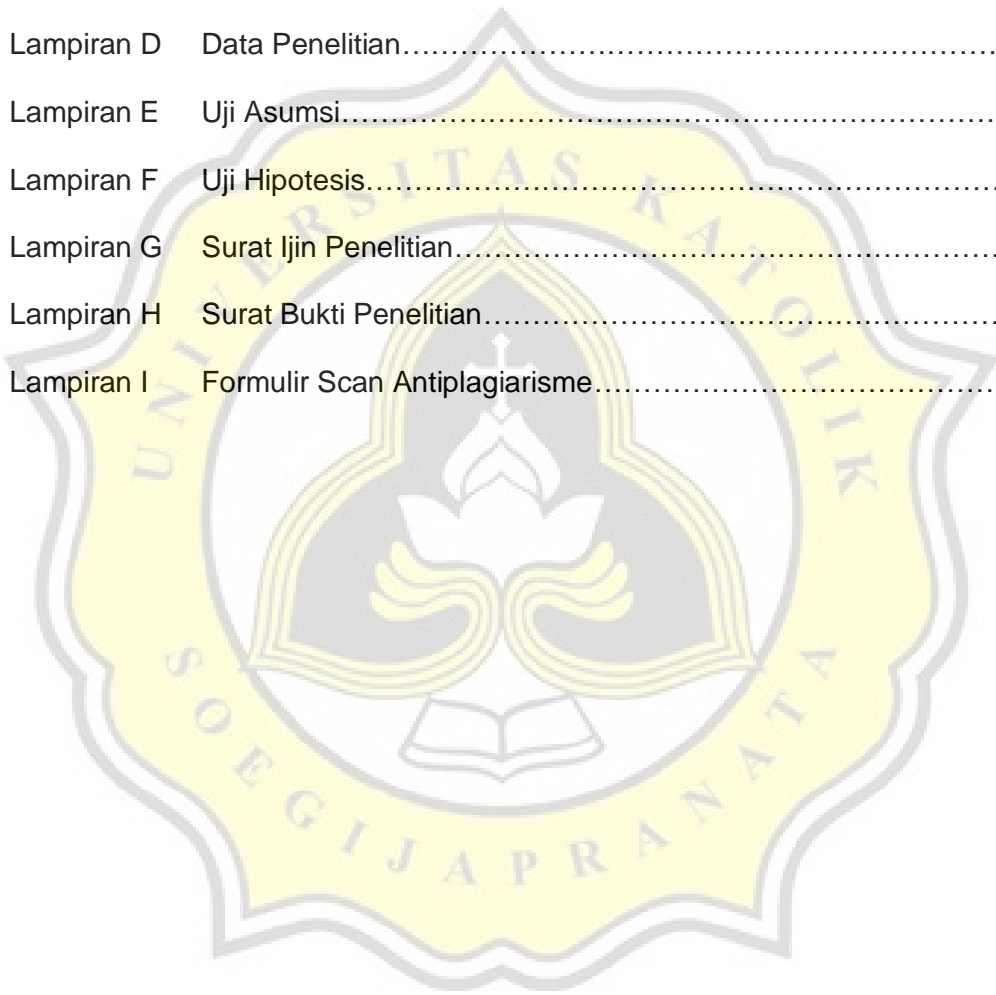 Lampiran D Data Penelitian……………………………………………………
Lampiran E Uji Asumsi…………………………………………………………
Lampiran F Uji Hipotesis………………………………………………………
Lampiran G Surat Ijin Penelitian………………………………………………
Lampiran H Surat Bukti Penelitian……………………………………………
Lampiran I Formulir Scan Antiplagiarisme…………………………………
UNIVERSITAS KATOLIK
SOEGIJAPRANATA